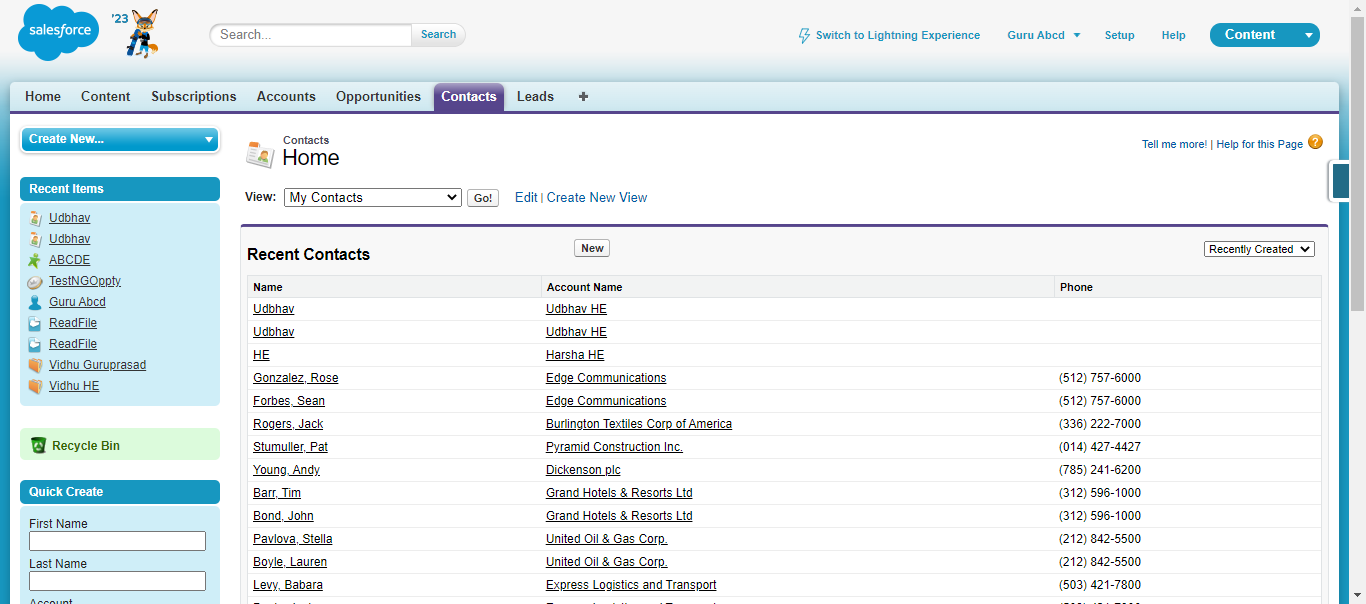 salesforce '23
Search... Search
Switch to Lightning Experience Guru Abcd Setup Help Content
Home Content Subscriptions Accounts Opportunities Contacts Leads +
Create New...
Recent Items
Udbhav
Udbhav
ABCDE
TestNGOppty
Guru Abcd
ReadFile
ReadFile
Vidhu Guruprasad
Vidhu HE
Recycle Bin
Quick Create
First Name
Last Name
Account
Contacts
Home
Tell me more! | Help for this Page ?
View: My Contacts Go! Edit | Create New View
Recent Contacts New Recently Created
Name Account Name Phone
Udbhav Udbhav HE
Udbhav Udbhav HE
HE Harsha HE
Gonzalez, Rose Edge Communications (512) 757-6000
Forbes, Sean Edge Communications (512) 757-6000
Rogers, Jack Burlington Textiles Corp of America (336) 222-7000
Stumuller, Pat Pyramid Construction Inc. (014) 427-4427
Young, Andy Dickenson plc (785) 241-6200
Barr, Tim Grand Hotels & Resorts Ltd (312) 596-1000
Bond, John Grand Hotels & Resorts Ltd (312) 596-1000
Pavlova, Stella United Oil & Gas Corp. (212) 842-5500
Boyle, Lauren United Oil & Gas Corp. (212) 842-5500
Levy, Babara Express Logistics and Transport (503) 421-7800